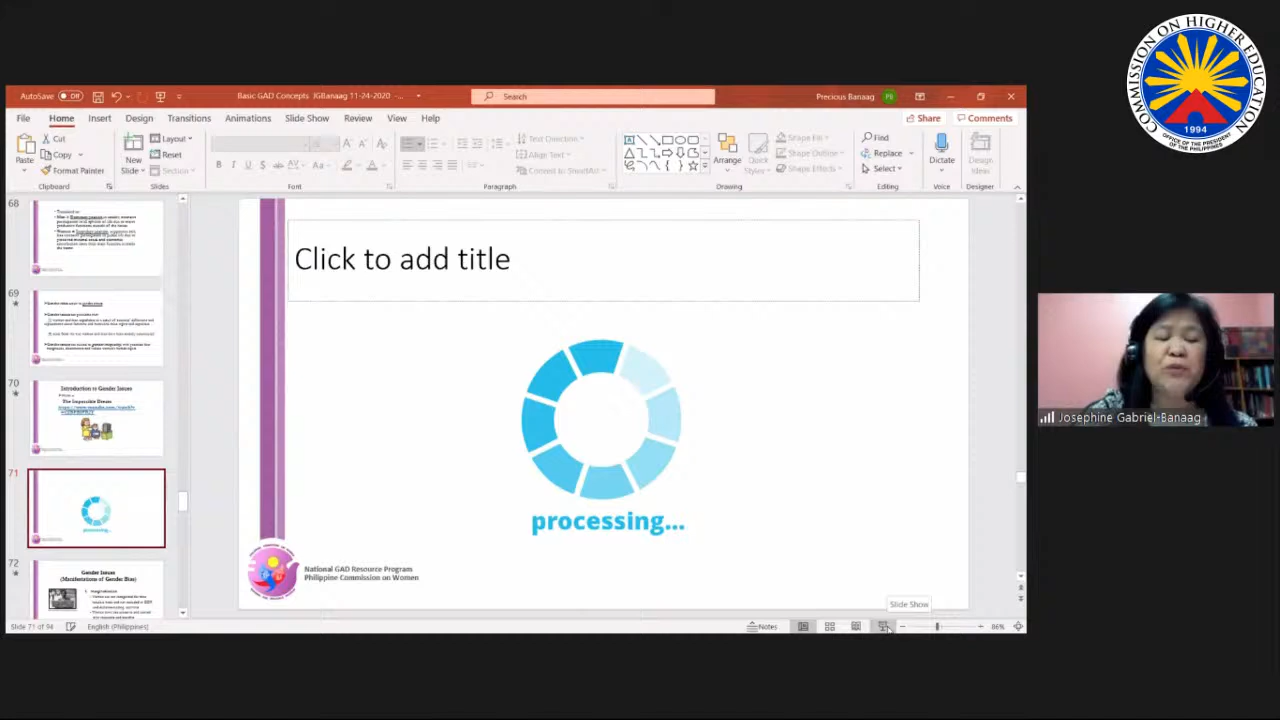 COMMISSION ON HIGHER EDUCATION
OFFICE OF THE PRESIDENT OF THE PHILIPPINES
1994
AutoSave Off
Basic GAD Concepts JGBanaag 11-24-2020 -...
Search
Precious Banaag PB
File Home Insert Design Transitions Animations Slide Show Review View Help
Share Comments
Paste
Cut
Copy
Format Painter
Clipboard
New
Slide
Layout
Reset
Section
Slides
Font
Text Direction
Align Text
Convert to SmartArt
Paragraph
Arrange
Quick
Styles
Shape Fill
Shape Outline
Shape Effects
Drawing
Find
Replace
Select
Editing
Dictate
Voice
Design
Ideas
Designer
68
69
70
Introduction to Gender Issues
The Impossible Dream
71
processing...
72
Gender Issues
(Manifestations of Gender Bias)
Click to add title
processing...
National GAD Resource Program
Philippine Commission on Women
Slide Show
Slide 71 of 94
English (Philippines)
Notes
86%
Josephine Gabriel-Banaag